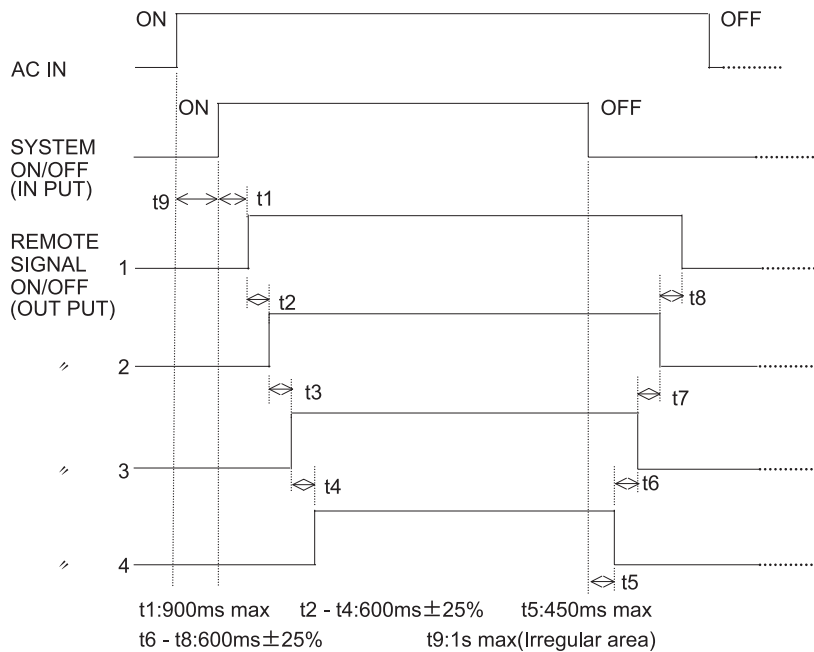 ON
OFF
AC IN
ON
OFF
SYSTEM
ON/OFF
(IN PUT)
t9
t1
REMOTE
SIGNAL
ON/OFF
(OUT PUT)
1
t2
t8
〃
2
t3
t7
〃
3
t4
t6
〃
4
t5
t1:900ms max t2 - t4:600ms±25% t5:450ms max
t6 - t8:600ms±25% t9:1s max(Irregular area)